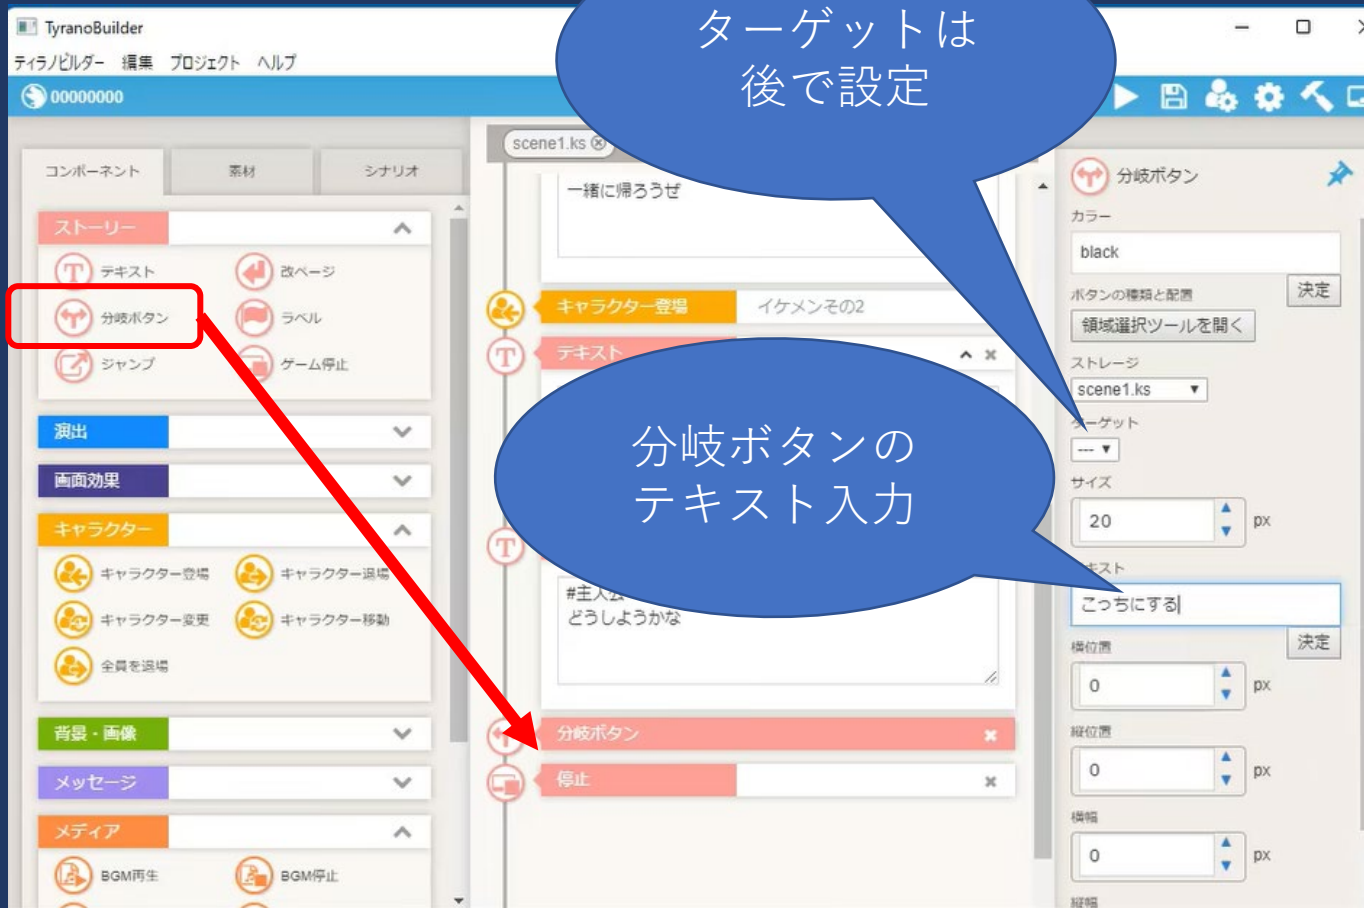 TyranoBuilder
ティラノビルダー 編集 プロジェクト ヘルプ
00000000
ターゲットは
後で設定
コンポーネント
素材
シナリオ
ストーリー
テキスト
改ページ
分岐ボタン
ラベル
ジャンプ
ゲーム停止
演出
画面効果
キャラクター
キャラクター登場
キャラクター退場
キャラクター変更
キャラクター移動
全員を退場
背景・画像
メッセージ
メディア
BGM再生
BGM停止
scene1.ks
一緒に帰ろうぜ
キャラクター登場
イケメンその2
テキスト
分岐ボタンの
テキスト入力
#主人公
どうしようかな
分岐ボタン
停止
分岐ボタン
カラー
black
決定
ボタンの種類と配置
領域選択ツールを開く
ストレージ
scene1.ks
ターゲット
---
サイズ
20
px
キスト
こっちにする
決定
横位置
0
px
縦位置
0
px
横幅
0
px
縦幅